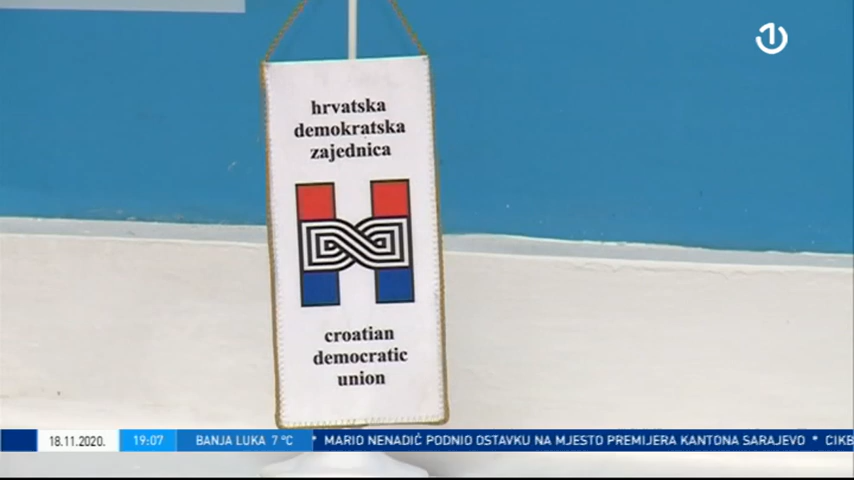 hrvatska
demokratska
zajednica
croatian
democratic
union
18.11.2020. 19:07 BANJA LUKA 7 °C * MARIO NENADIĆ PODNIO OSTAVKU NA MJESTO PREMIJERA KANTONA SARAJEVO * CIKB